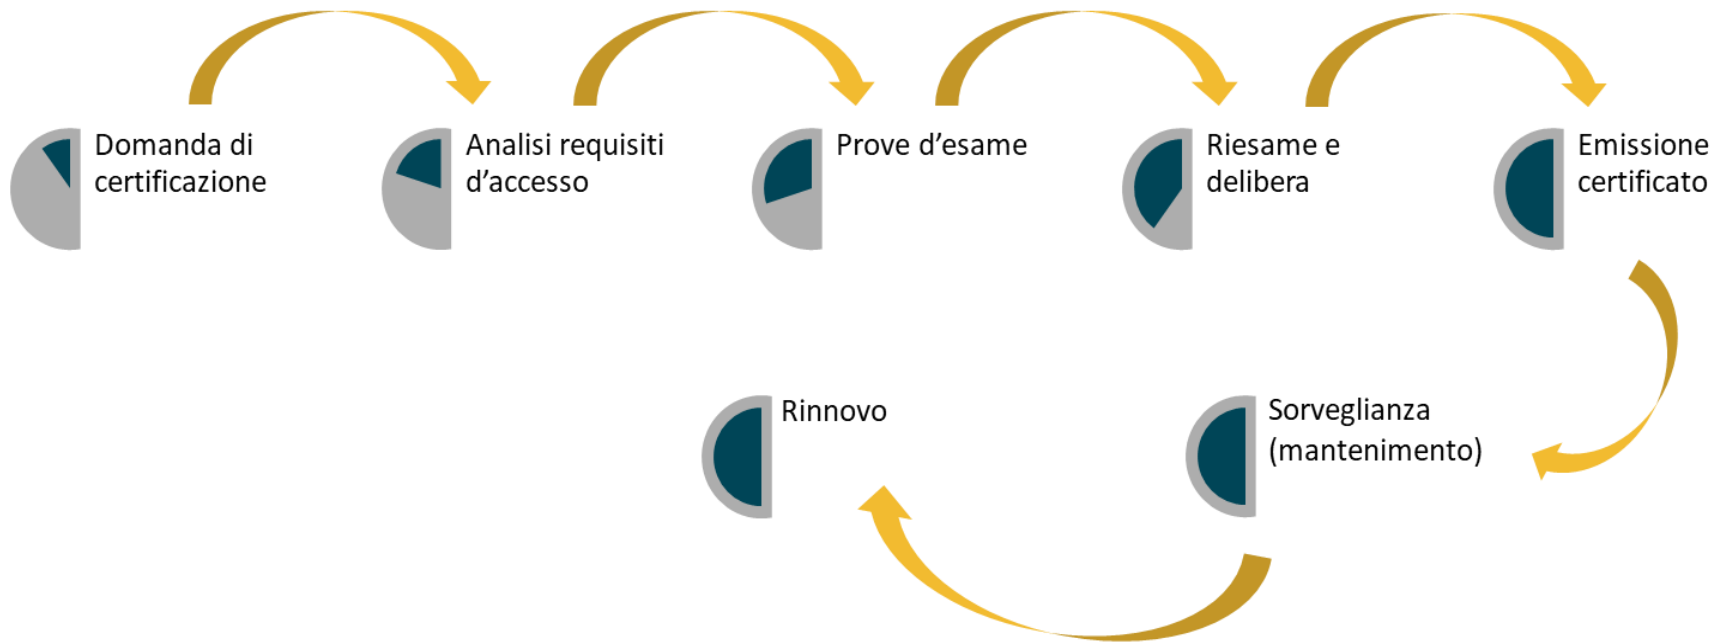 Domanda di
certificazione
Analisi requisiti
d’accesso
Prove d’esame
Riesame e
delibera
Emissione
certificato
Rinnovo
Sorveglianza
(mantenimento)